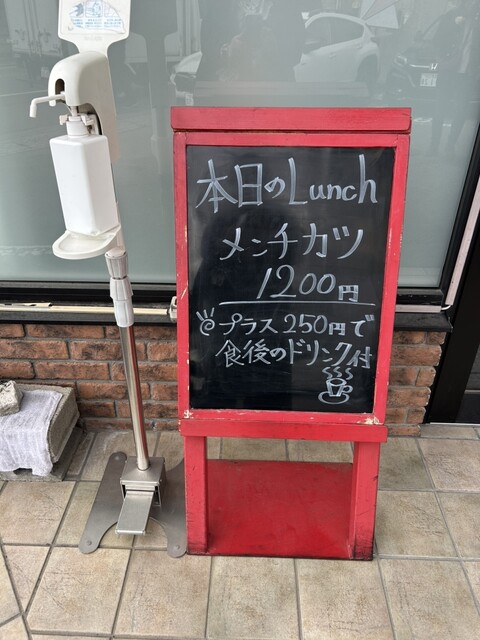 本日のLunch
メンチカツ
1200円
プラス250円で
食後のドリンク付